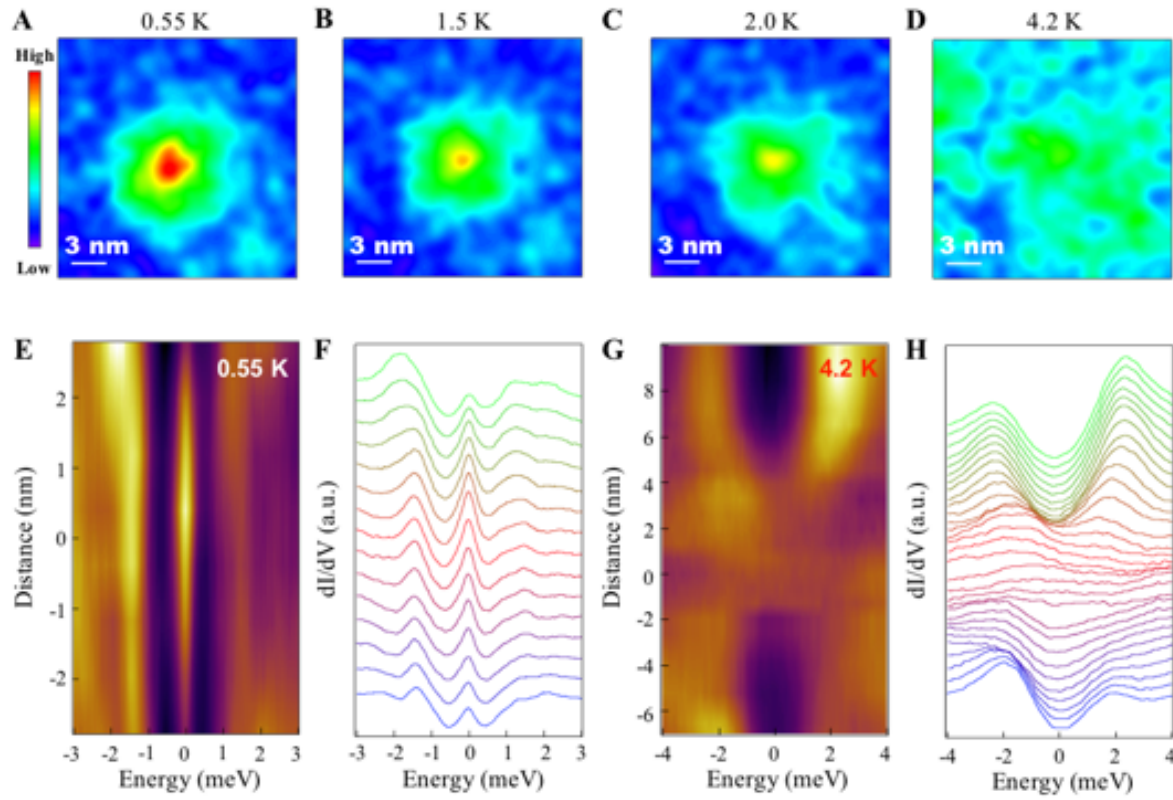 A 0.55 K
B 1.5 K
C 2.0 K
D 4.2 K
High
Low
3 nm
3 nm
3 nm
3 nm
E 0.55 K
F
G 4.2 K
H
Distance (nm)
2
1
0
-1
-2
dI/dV (a.u.)
Distance (nm)
8
6
4
2
0
-2
-4
-6
dI/dV (a.u.)
-3 -2 -1 0 1 2 3
Energy (meV)
-3 -2 -1 0 1 2 3
Energy (meV)
-4 -2 0 2 4
Energy (meV)
-4 -2 0 2 4
Energy (meV)